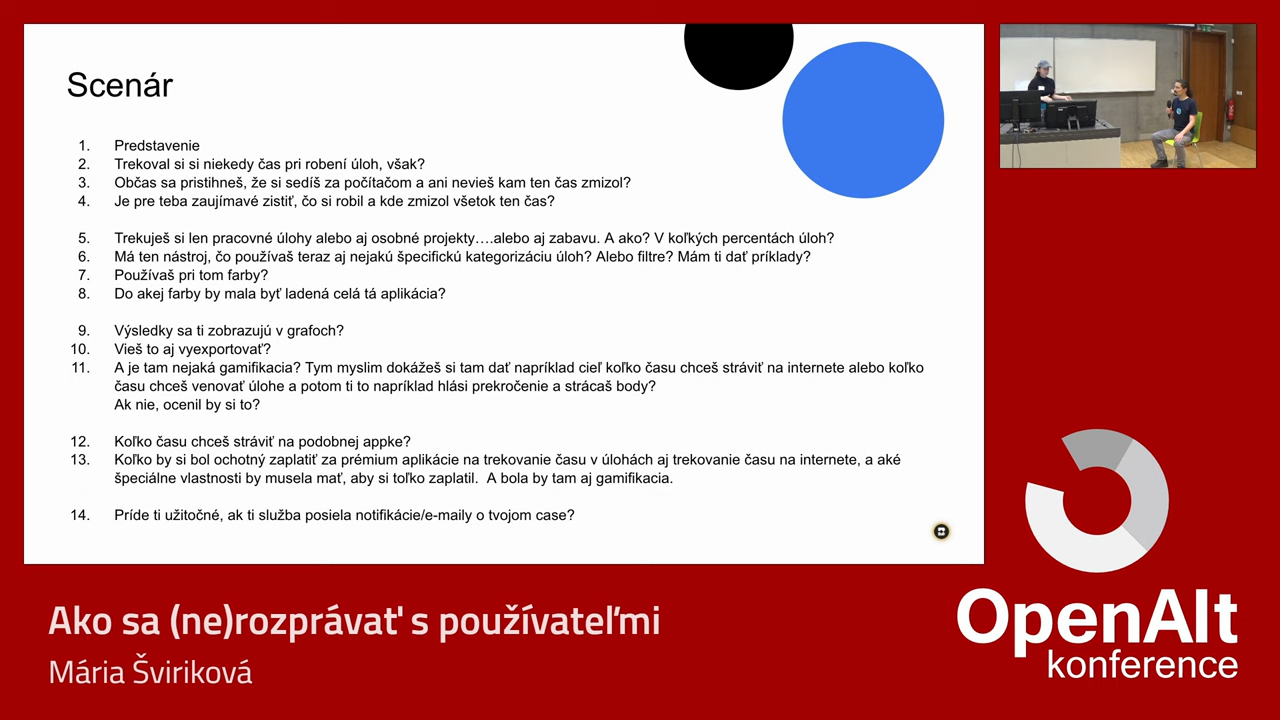 Scenár
1. Predstavenie
2. Trekoval si si niekedy čas pri robení úloh, však?
3. Občas sa pristihneš, že si sedíš za počítačom a ani nevieš kam ten čas zmizol?
4. Je pre teba zaujímavé zistiť, čo si robil a kde zmizol všetok ten čas?
5. Trekuješ si len pracovné úlohy alebo aj osobné projekty….alebo aj zabavu. A ako? V koľkých percentách úloh?
6. Má ten nástroj, čo používaš teraz aj nejakú špecifickú kategorizáciu úloh? Alebo filtre? Mám ti dať príklady?
7. Používaš pri tom farby?
8. Do akej farby by mala byť ladená celá tá aplikácia?
9. Výsledky sa ti zobrazujú v grafoch?
10. Vieš to aj vyexportovať?
11. A je tam nejaká gamifikacia? Tym myslim dokážeš si tam dať napríklad cieľ koľko času chceš stráviť na internete alebo koľko
času chceš venovať úlohe a potom ti to napríklad hlási prekročenie a strácaš body?
Ak nie, ocenil by si to?
12. Koľko času chceš stráviť na podobnej appke?
13. Koľko by si bol ochotný zaplatiť za prémium aplikácie na trekovanie času v úlohách aj trekovanie času na internete, a aké
špeciálne vlastnosti by musela mať, aby si toľko zaplatil.  A bola by tam aj gamifikacia.
14. Príde ti užitočné, ak ti služba posiela notifikácie/e-maily o tvojom case?
Ako sa (ne)rozprávať s používateľmi
Mária Šviriková
OpenAlt
konference